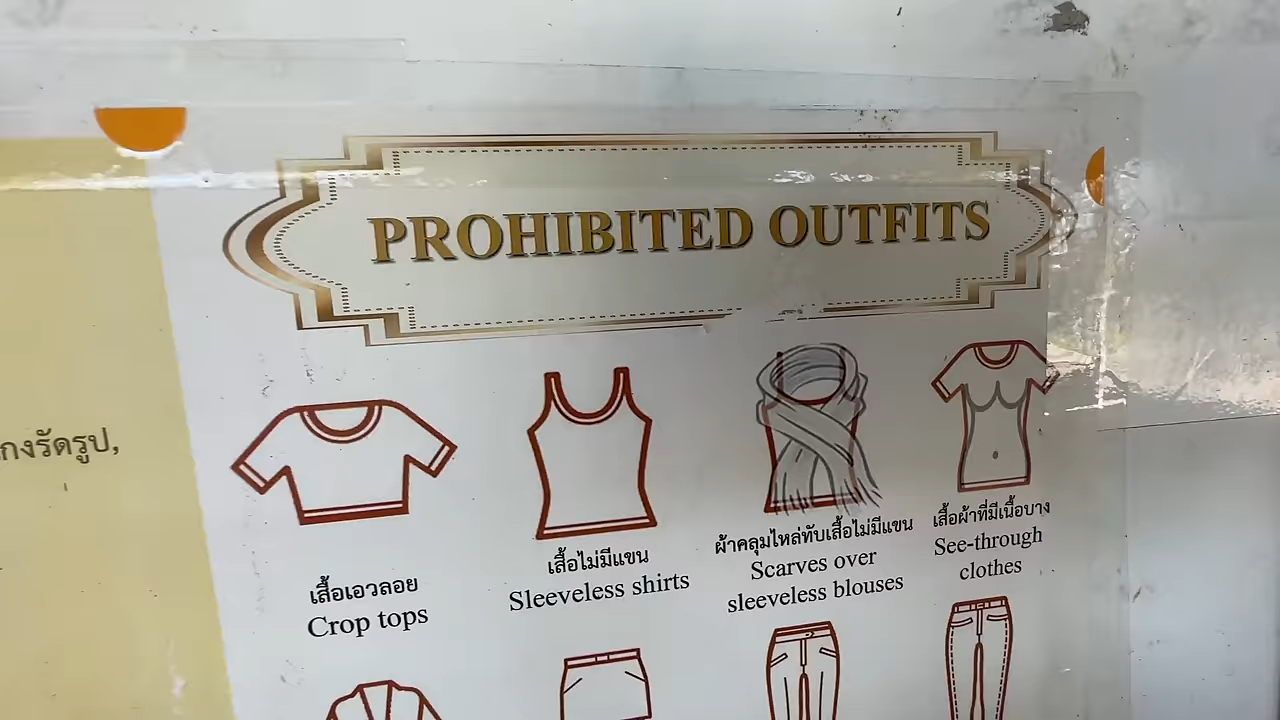 PROHIBITED OUTFITS
กงรัดรูป,
เสื้อเอวลอย
Crop tops
เสื้อไม่มีแขน
Sleeveless shirts
ผ้าคลุมไหล่ทับเสื้อไม่มีแขน
Scarves over
sleeveless blouses
เสื้อผ้าที่มีเนื้อบาง
See-through
clothes